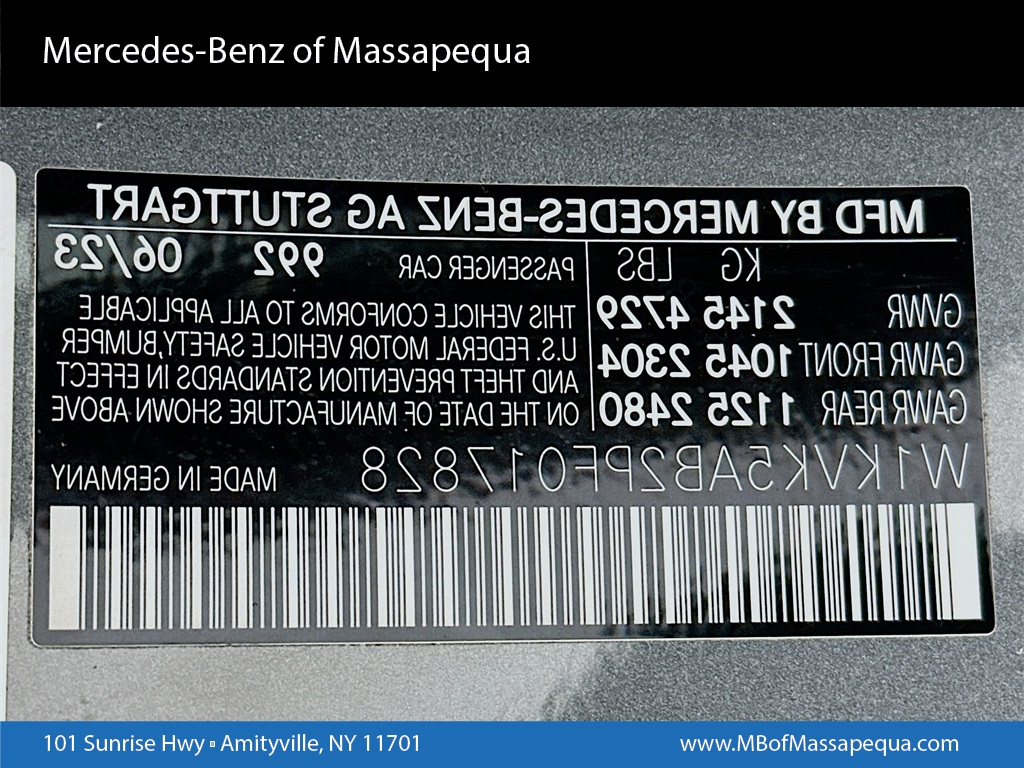 Mercedes-Benz of Massapequa
MFD BY MERCEDES-BENZ AG STUTTGART
KG LBS PASSENGER CAR 992 06/23
GVWR 2145 4729
GAWR FRONT 1045 2304
GAWR REAR 1125 2480
THIS VEHICLE CONFORMS TO ALL APPLICABLE
U.S. FEDERAL MOTOR VEHICLE SAFETY,BUMPER,
AND THEFT PREVENTION STANDARDS IN EFFECT
ON THE DATE OF MANUFACTURE SHOWN ABOVE
W1KVK5AB2PF017828 MADE IN GERMANY
101 Sunrise Hwy Amityville, NY 11701
www.MBofMassapequa.com